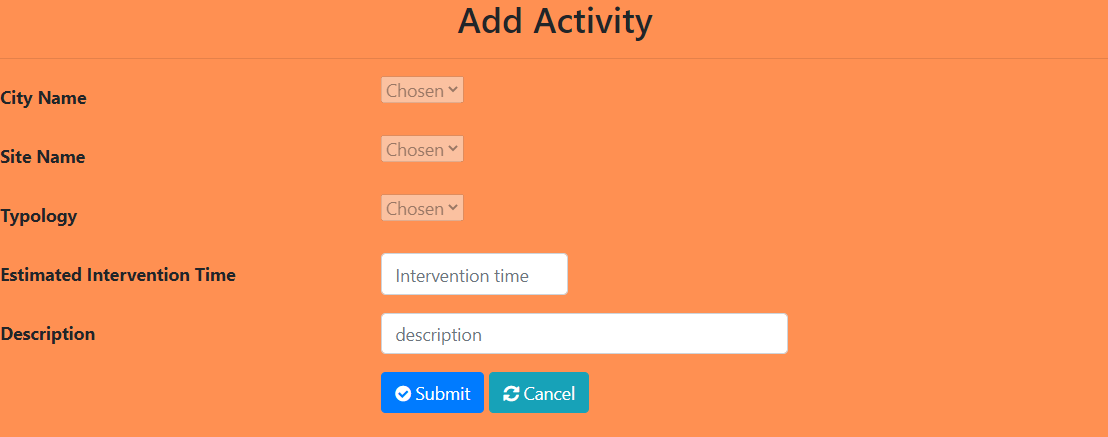 Add Activity
City Name Chosen
Site Name Chosen
Typology Chosen
Estimated Intervention Time Intervention time
Description description
Submit Cancel